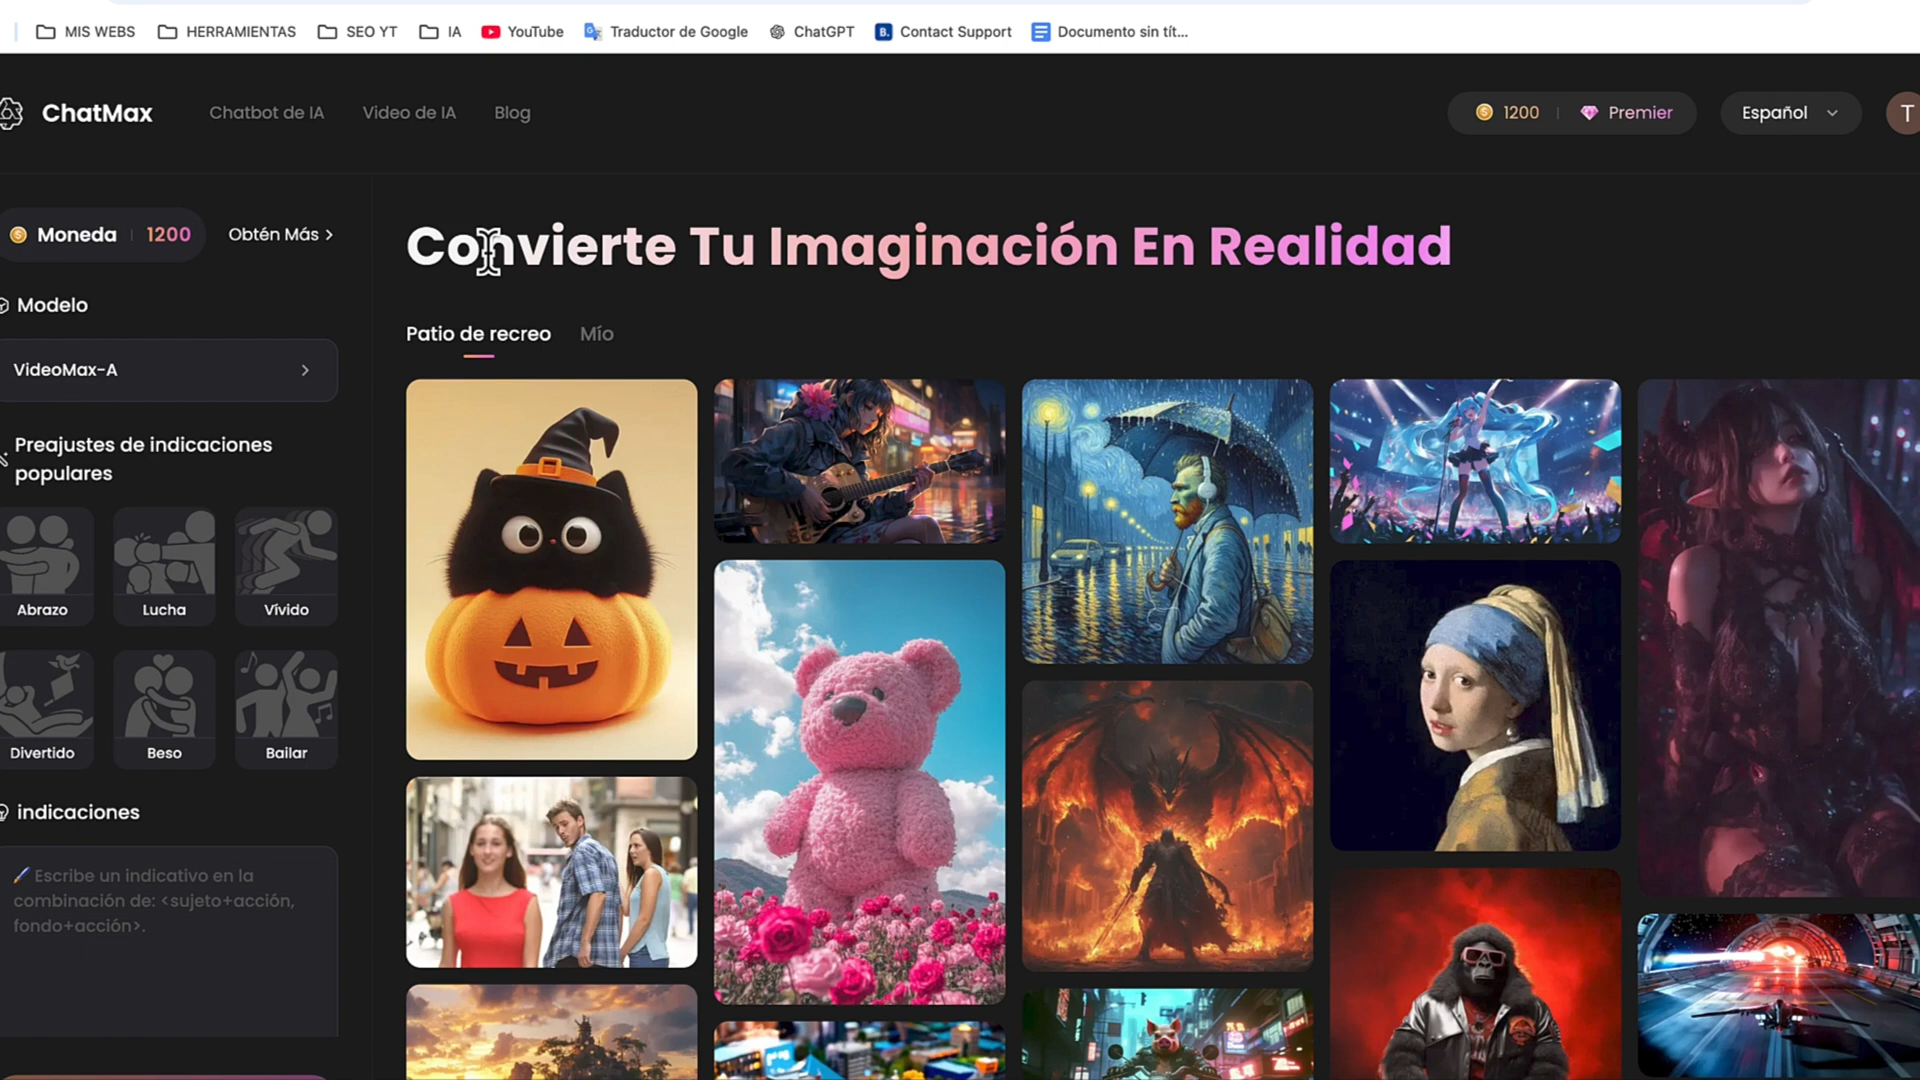 MIS WEBS
HERRAMIENTAS
SEO YT
IA
YouTube
Traductor de Google
ChatGPT
Contact Support
Documento sin tít...
ChatMax
Chatbot de IA
Video de IA
Blog
1200
Premier
Español
T
Moneda
1200
Obtén Más
Modelo
VideoMax-A
Preajustes de indicaciones
populares
Abrazo
Lucha
Vívido
Divertido
Beso
Bailar
indicaciones
Escribe un indicativo en la
combinación de: <sujeto+acción,
fondo+acción>.
Convierte Tu Imaginación En Realidad
Patio de recreo
Mío